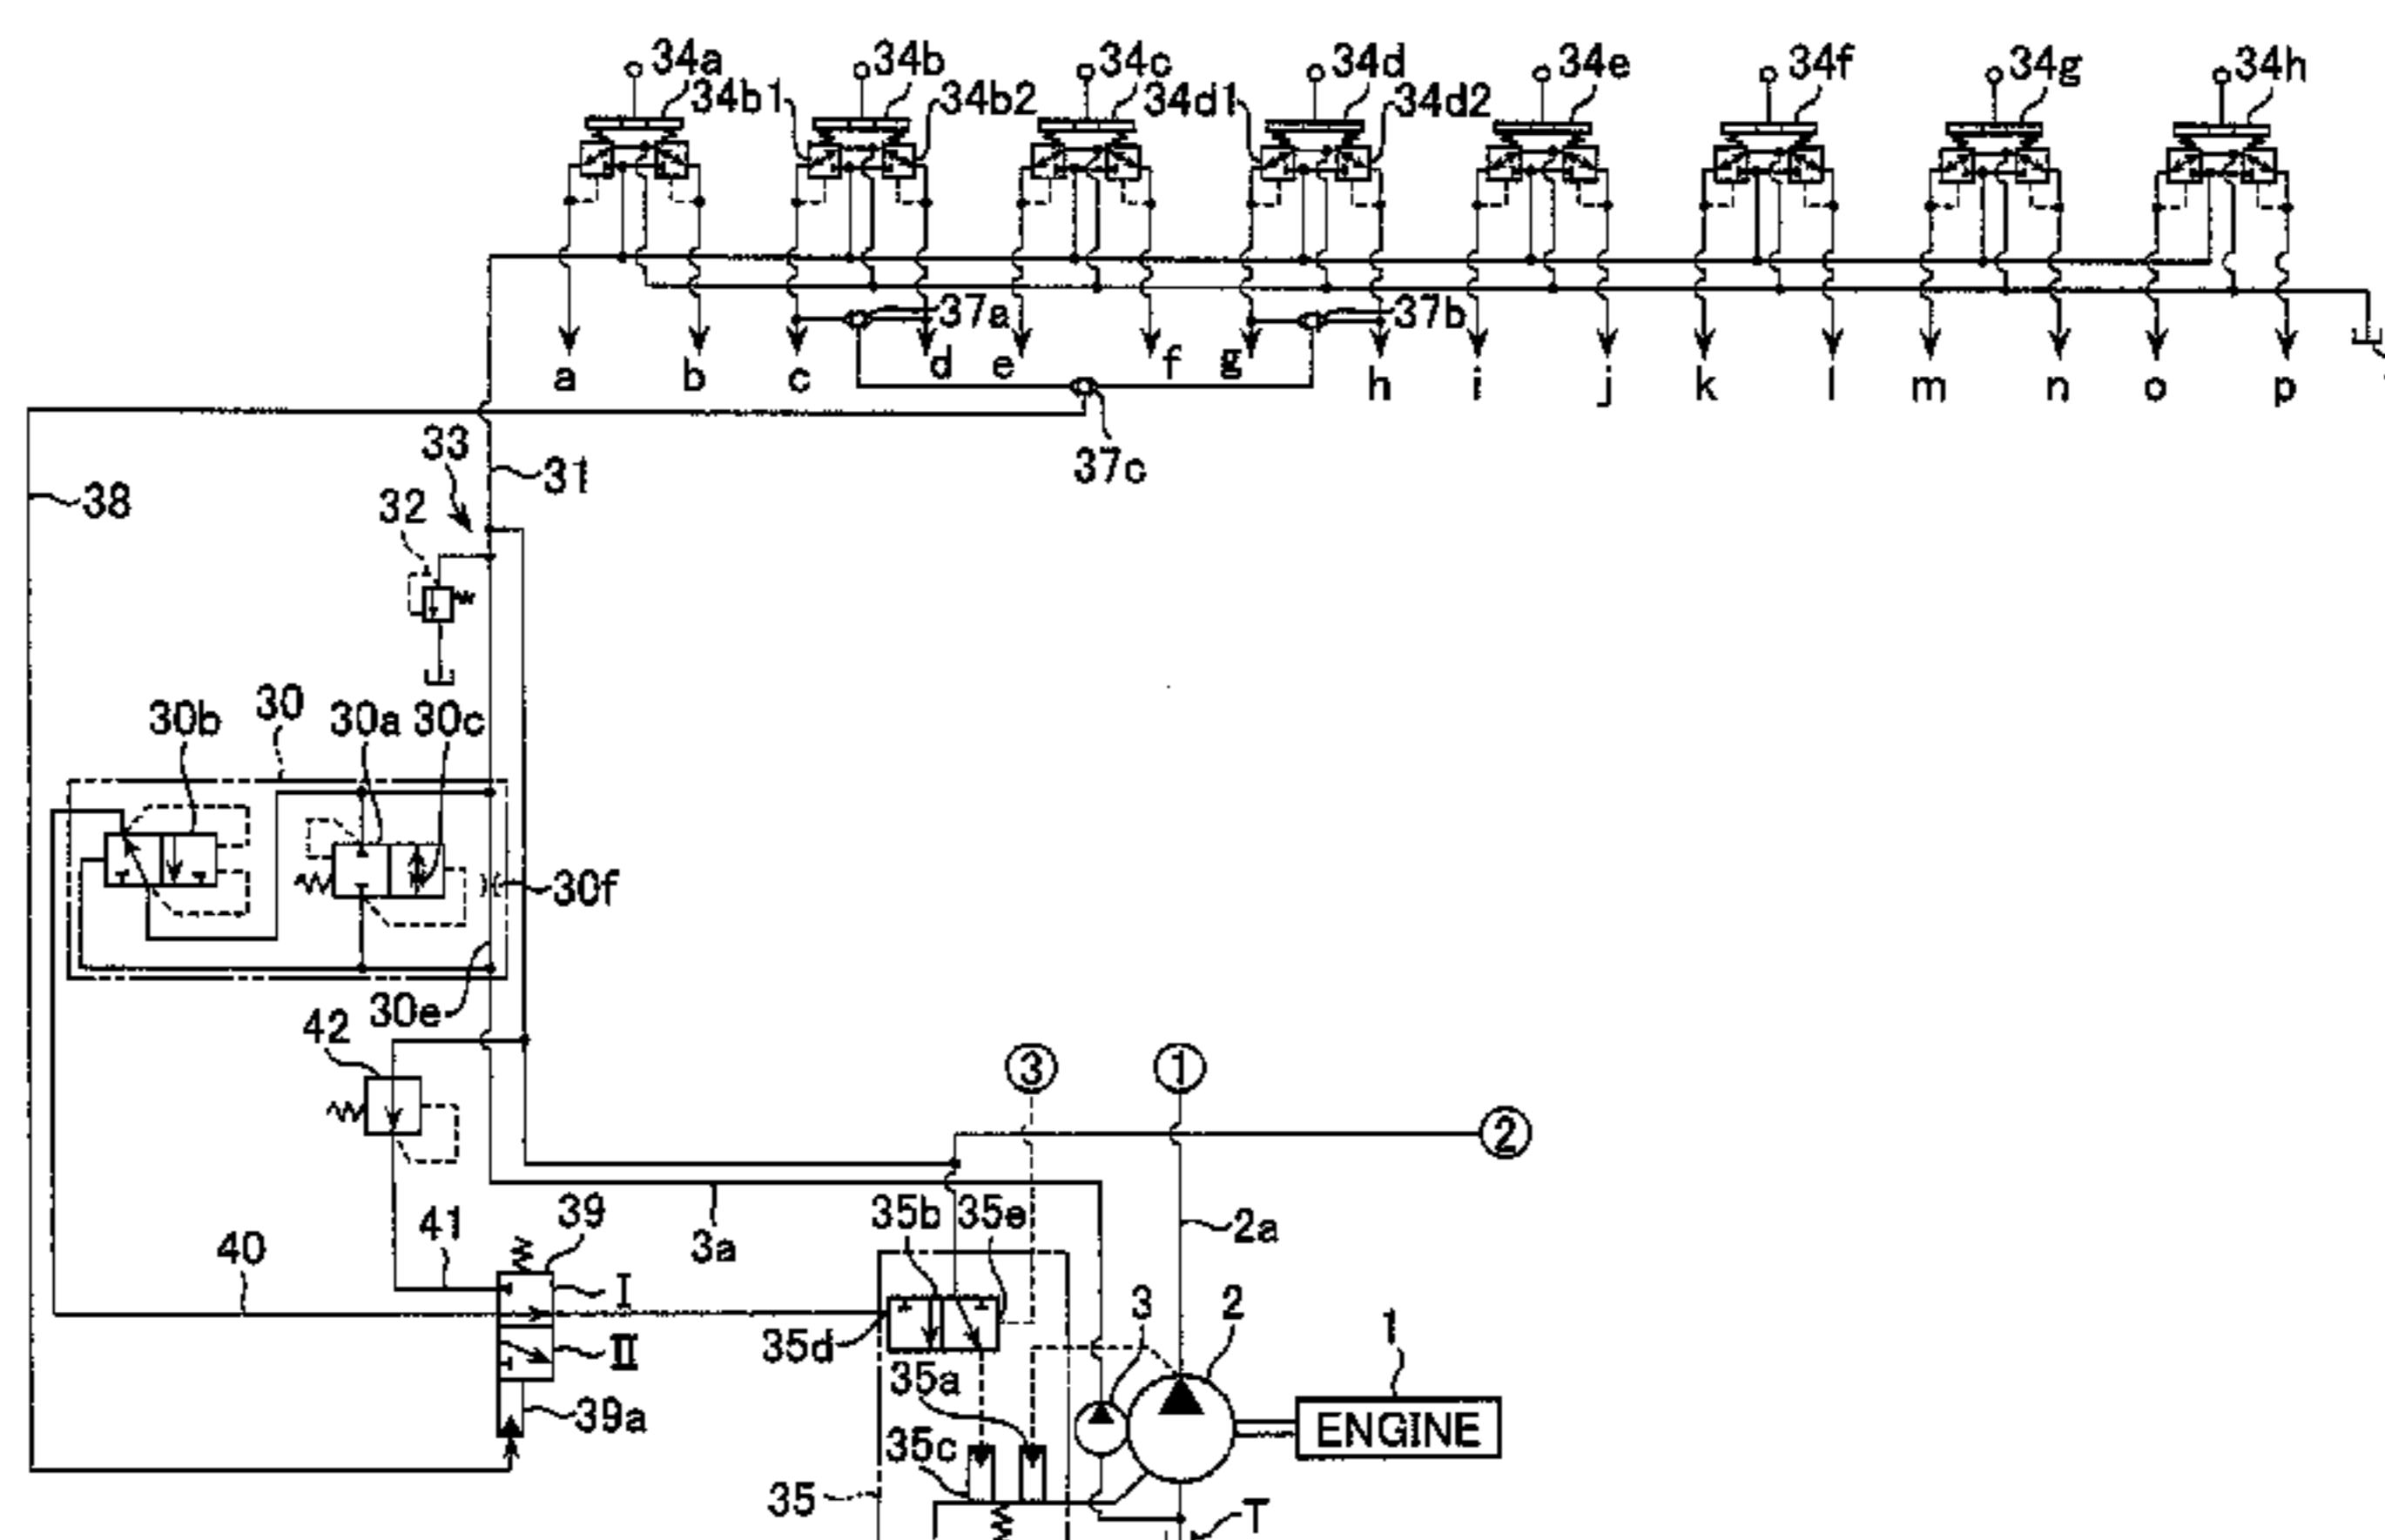 34a 34b 34c 34d 34e 34f 34g 34h
34b1 34b2 34d1 34d2
37a 37b
a b c d e f g h i j k l m n o p
33 31 37c
38 32
30b 30 30a 30c
30f
30e
42
③ ① ②
39 35b 35e 2a
40 41 3a
I 3 2 1
II 35d
35a
39a 35c ENGINE
35 T